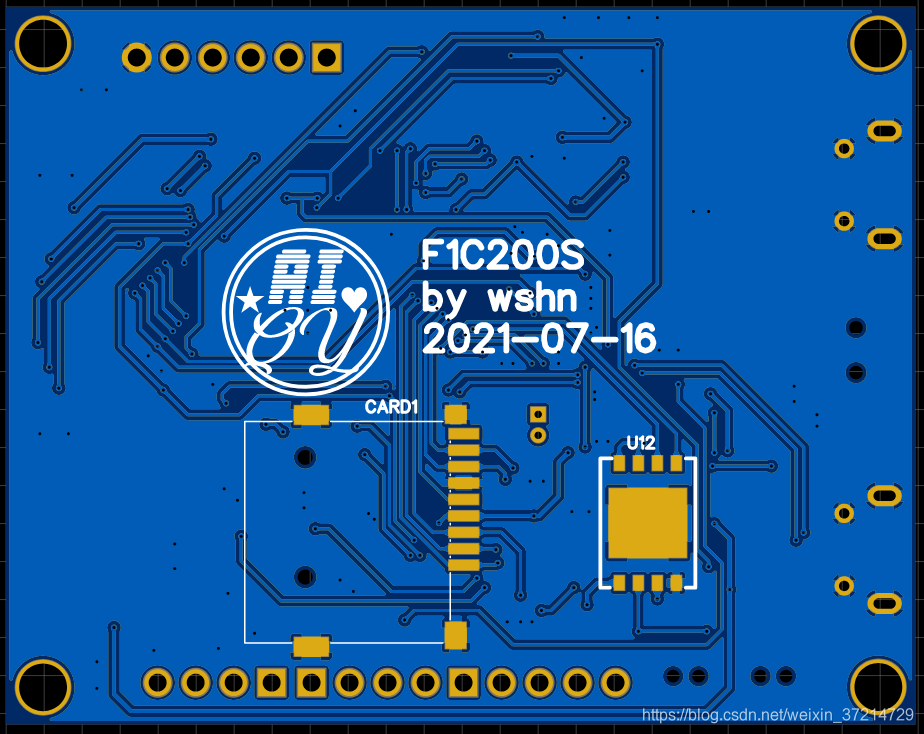 AI
QY
F1C200S
by wshn
2021-07-16
CARD1
U12
https://blog.csdn.net/weixin_37214729